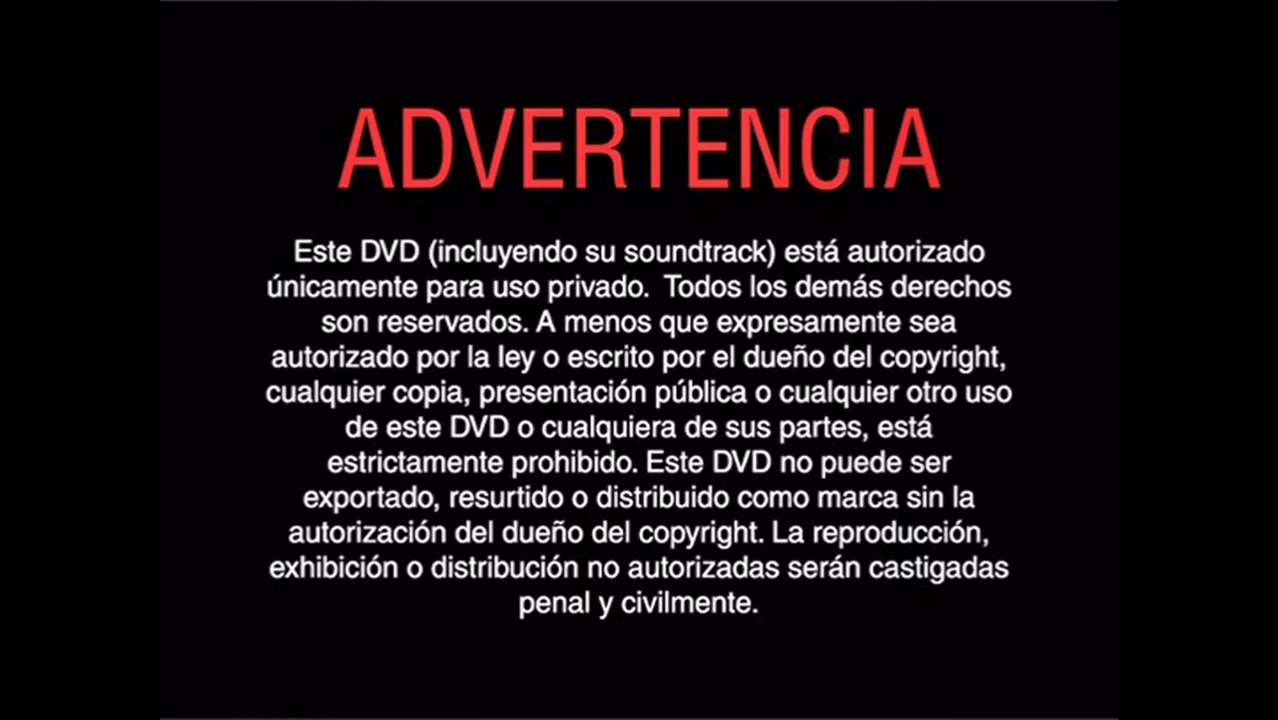 ADVERTENCIA
Este DVD (incluyendo su soundtrack) está autorizado
únicamente para uso privado.  Todos los demás derechos
son reservados. A menos que expresamente sea
autorizado por la ley o escrito por el dueño del copyright,
cualquier copia, presentación pública o cualquier otro uso
de este DVD o cualquiera de sus partes, está
estrictamente prohibido. Este DVD no puede ser
exportado, resurtido o distribuido como marca sin la
autorización del dueño del copyright. La reproducción,
exhibición o distribución no autorizadas serán castigadas
penal y civilmente.